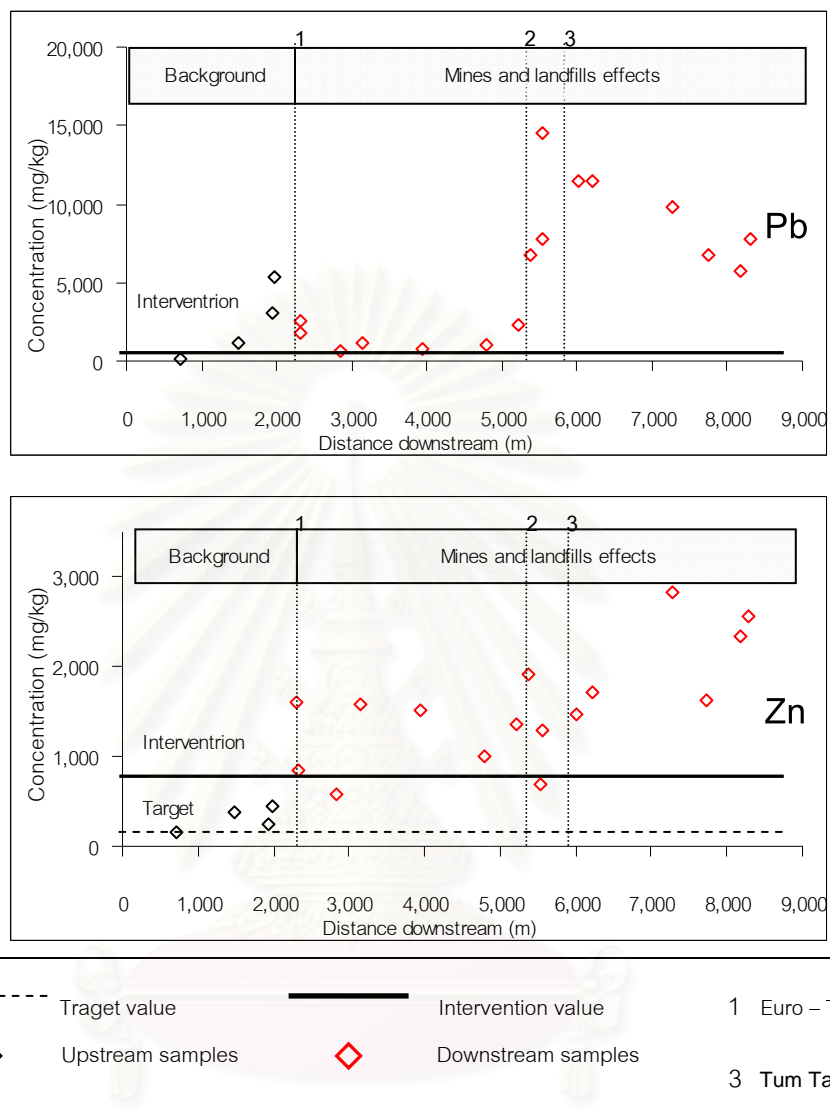 1 2 3
20,000
Background Mines and landfills effects
15,000
Concentration (mg/kg)
10,000
Pb
5,000
Interventrion
0
0 1,000 2,000 3,000 4,000 5,000 6,000 7,000 8,000 9,000
Distance downstream (m)
1 2 3
Background Mines and landfills effects
3,000
Concentration (mg/kg)
2,000
Zn
Interventrion
1,000
Target
0
0 1,000 2,000 3,000 4,000 5,000 6,000 7,000 8,000 9,000
Distance downstream (m)
Traget value Intervention value 1 Euro –
Upstream samples Downstream samples
3 Tum